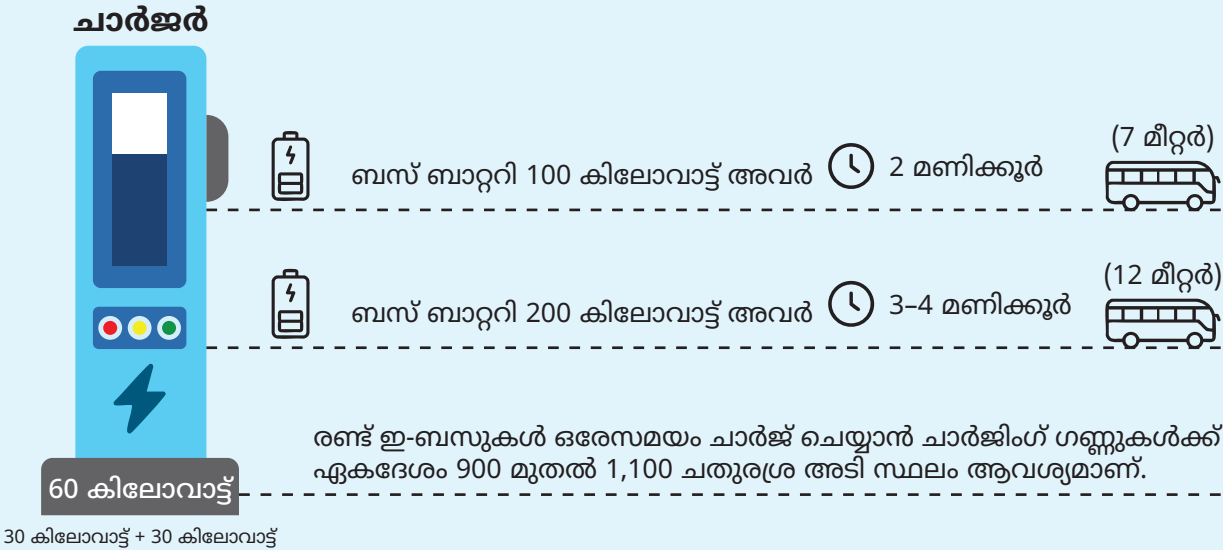 ചാർജർ
(7 മീറ്റർ)
ബസ് ബാറ്ററി 100 കിലോവാട്ട് അവർ 2 മണിക്കൂർ
(12 മീറ്റർ)
ബസ് ബാറ്ററി 200 കിലോവാട്ട് അവർ 3–4 മണിക്കൂർ
രണ്ട് ഇ-ബസുകൾ ഒരേസമയം ചാർജ് ചെയ്യാൻ ചാർജിംഗ് ഗണ്ണുകൾക്ക്
ഏകദേശം 900 മുതൽ 1,100 ചതുരശ്ര അടി സ്ഥലം ആവശ്യമാണ്.
60 കിലോവാട്ട്
30 കിലോവാട്ട് + 30 കിലോവാട്ട്